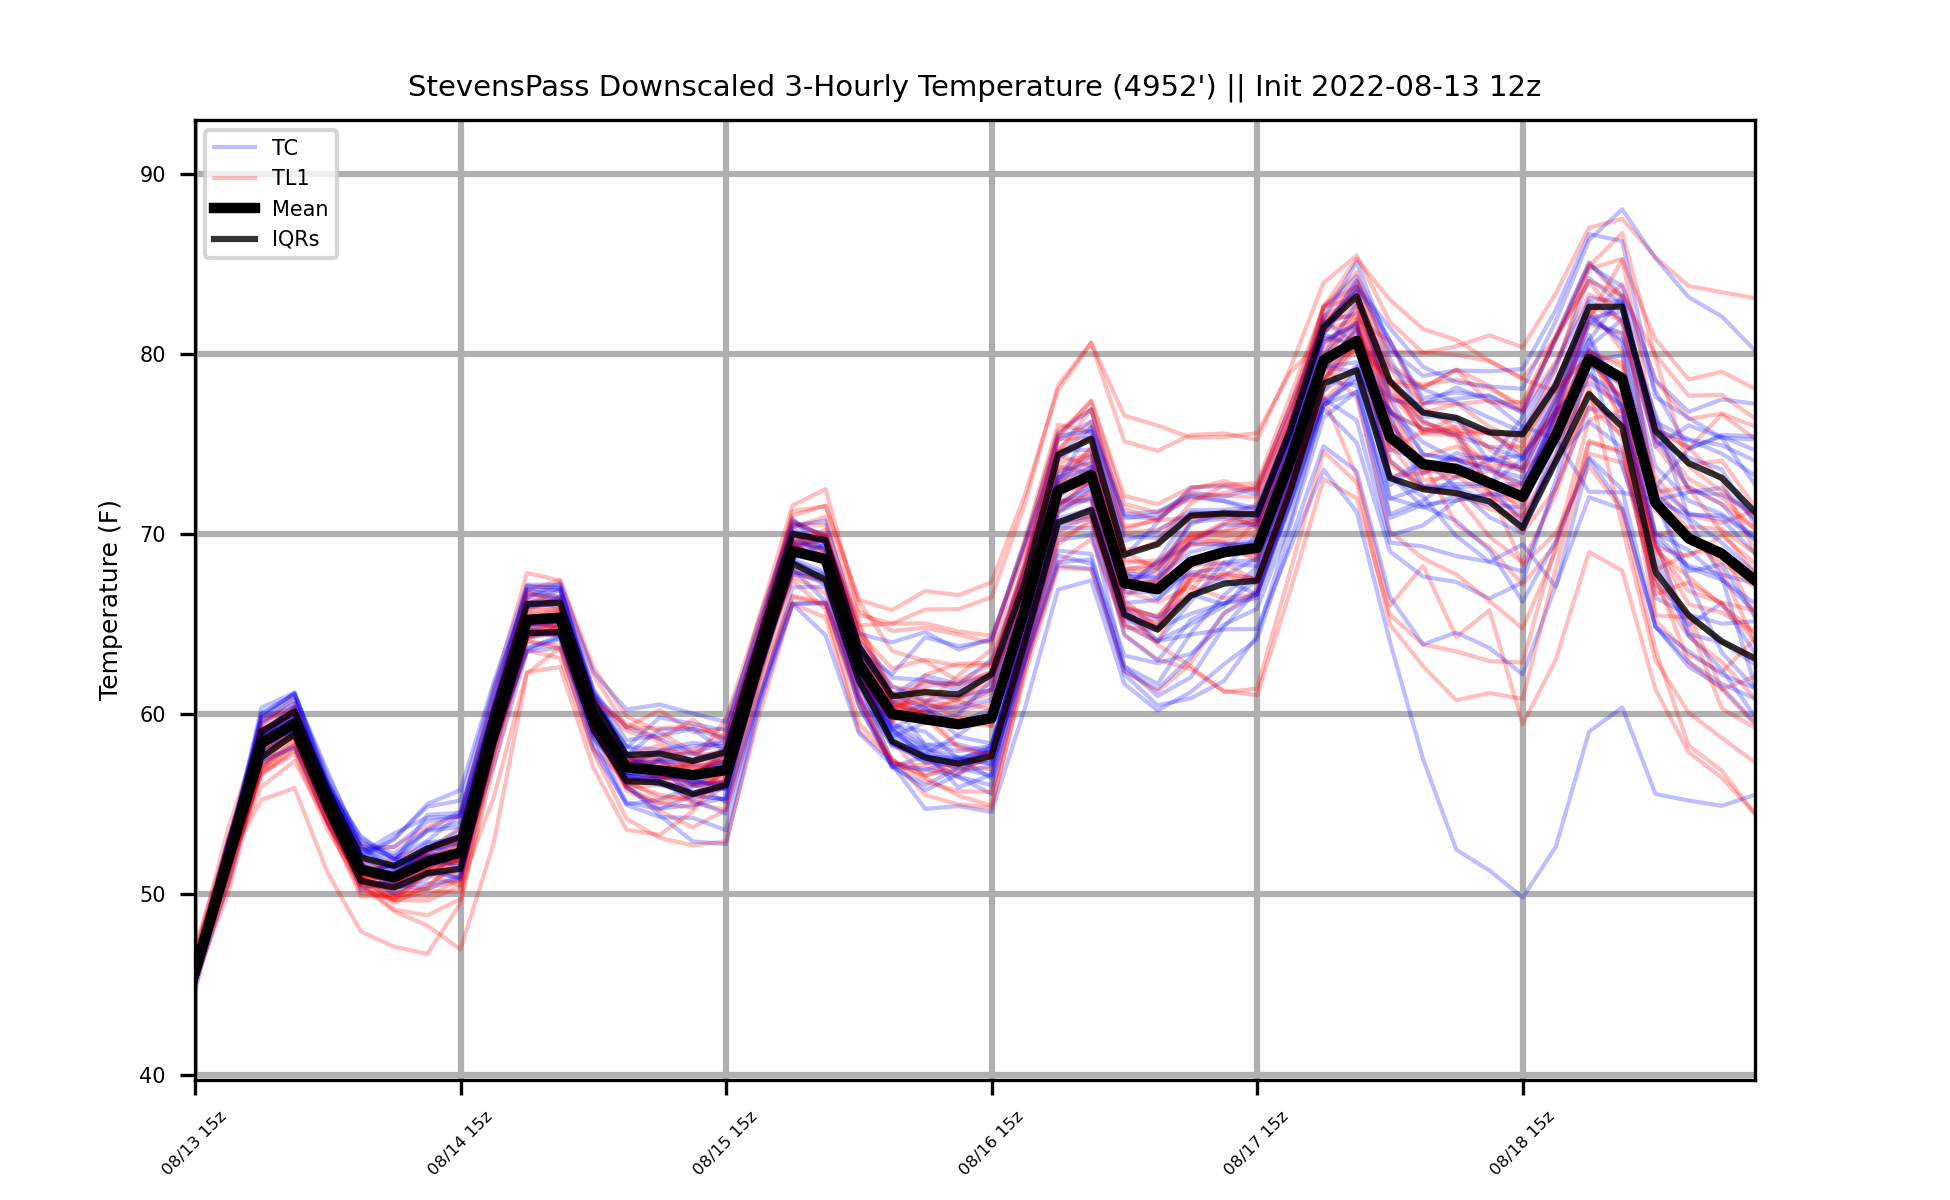 StevensPass Downscaled 3-Hourly Temperature (4952') || Init 2022-08-13 12z
TC
TL1
Mean
IQRs
Temperature (F)
90
80
70
60
50
40
08/13 15z
08/14 15z
08/15 15z
08/16 15z
08/17 15z
08/18 15z